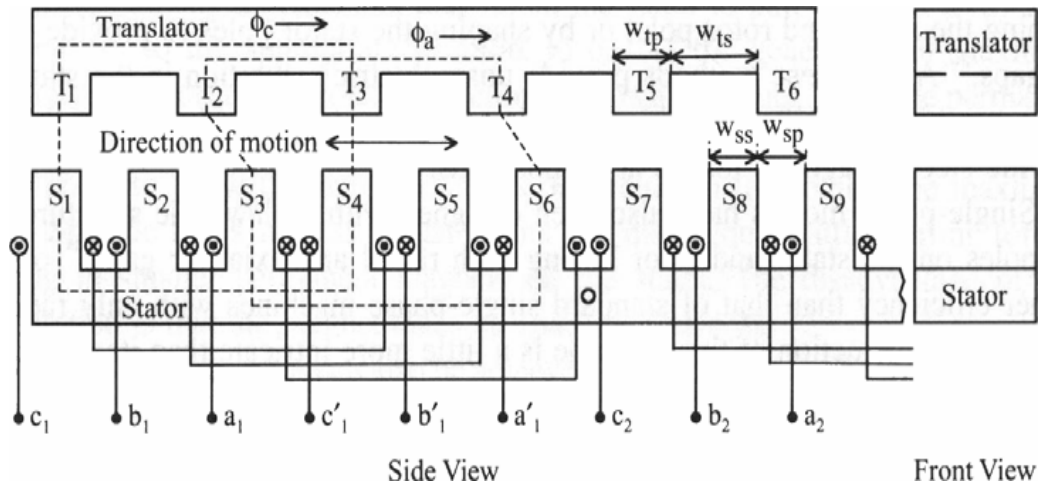 Translator ϕc ϕa wtp wts
T1 T2 T3 T4 T5 T6
Translator
Direction of motion wss wsp
S1 S2 S3 S4 S5 S6 S7 S8 S9
Stator
Stator
c1 b1 a1 c′1 b′1 a′1 c2 b2 a2
Side View Front View